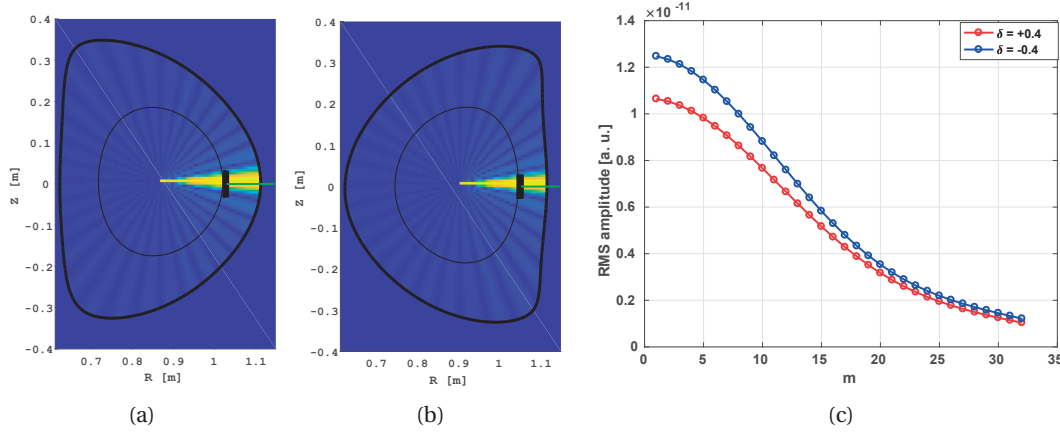 0.4
0.3
0.2
0.1
0
-0.1
-0.2
-0.3
-0.4
Z [m]
0.7 0.8 0.9 1 1.1
R [m]
(a)
0.4
0.3
0.2
0.1
0
-0.1
-0.2
-0.3
-0.4
Z [m]
0.7 0.8 0.9 1 1.1
R [m]
(b)
×10 -11
1.4
1.2
1
0.8
0.6
0.4
0.2
0
RMS amplitude [a. u.]
δ = +0.4
δ = -0.4
0 5 10 15 20 25 30 35
m
(c)